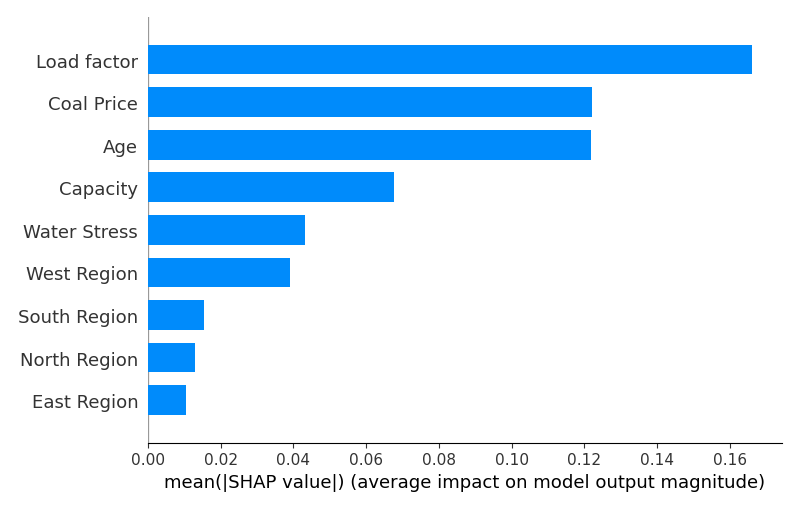 Load factor
Coal Price
Age
Capacity
Water Stress
West Region
South Region
North Region
East Region
0.00 0.02 0.04 0.06 0.08 0.10 0.12 0.14 0.16
mean(|SHAP value|) (average impact on model output magnitude)